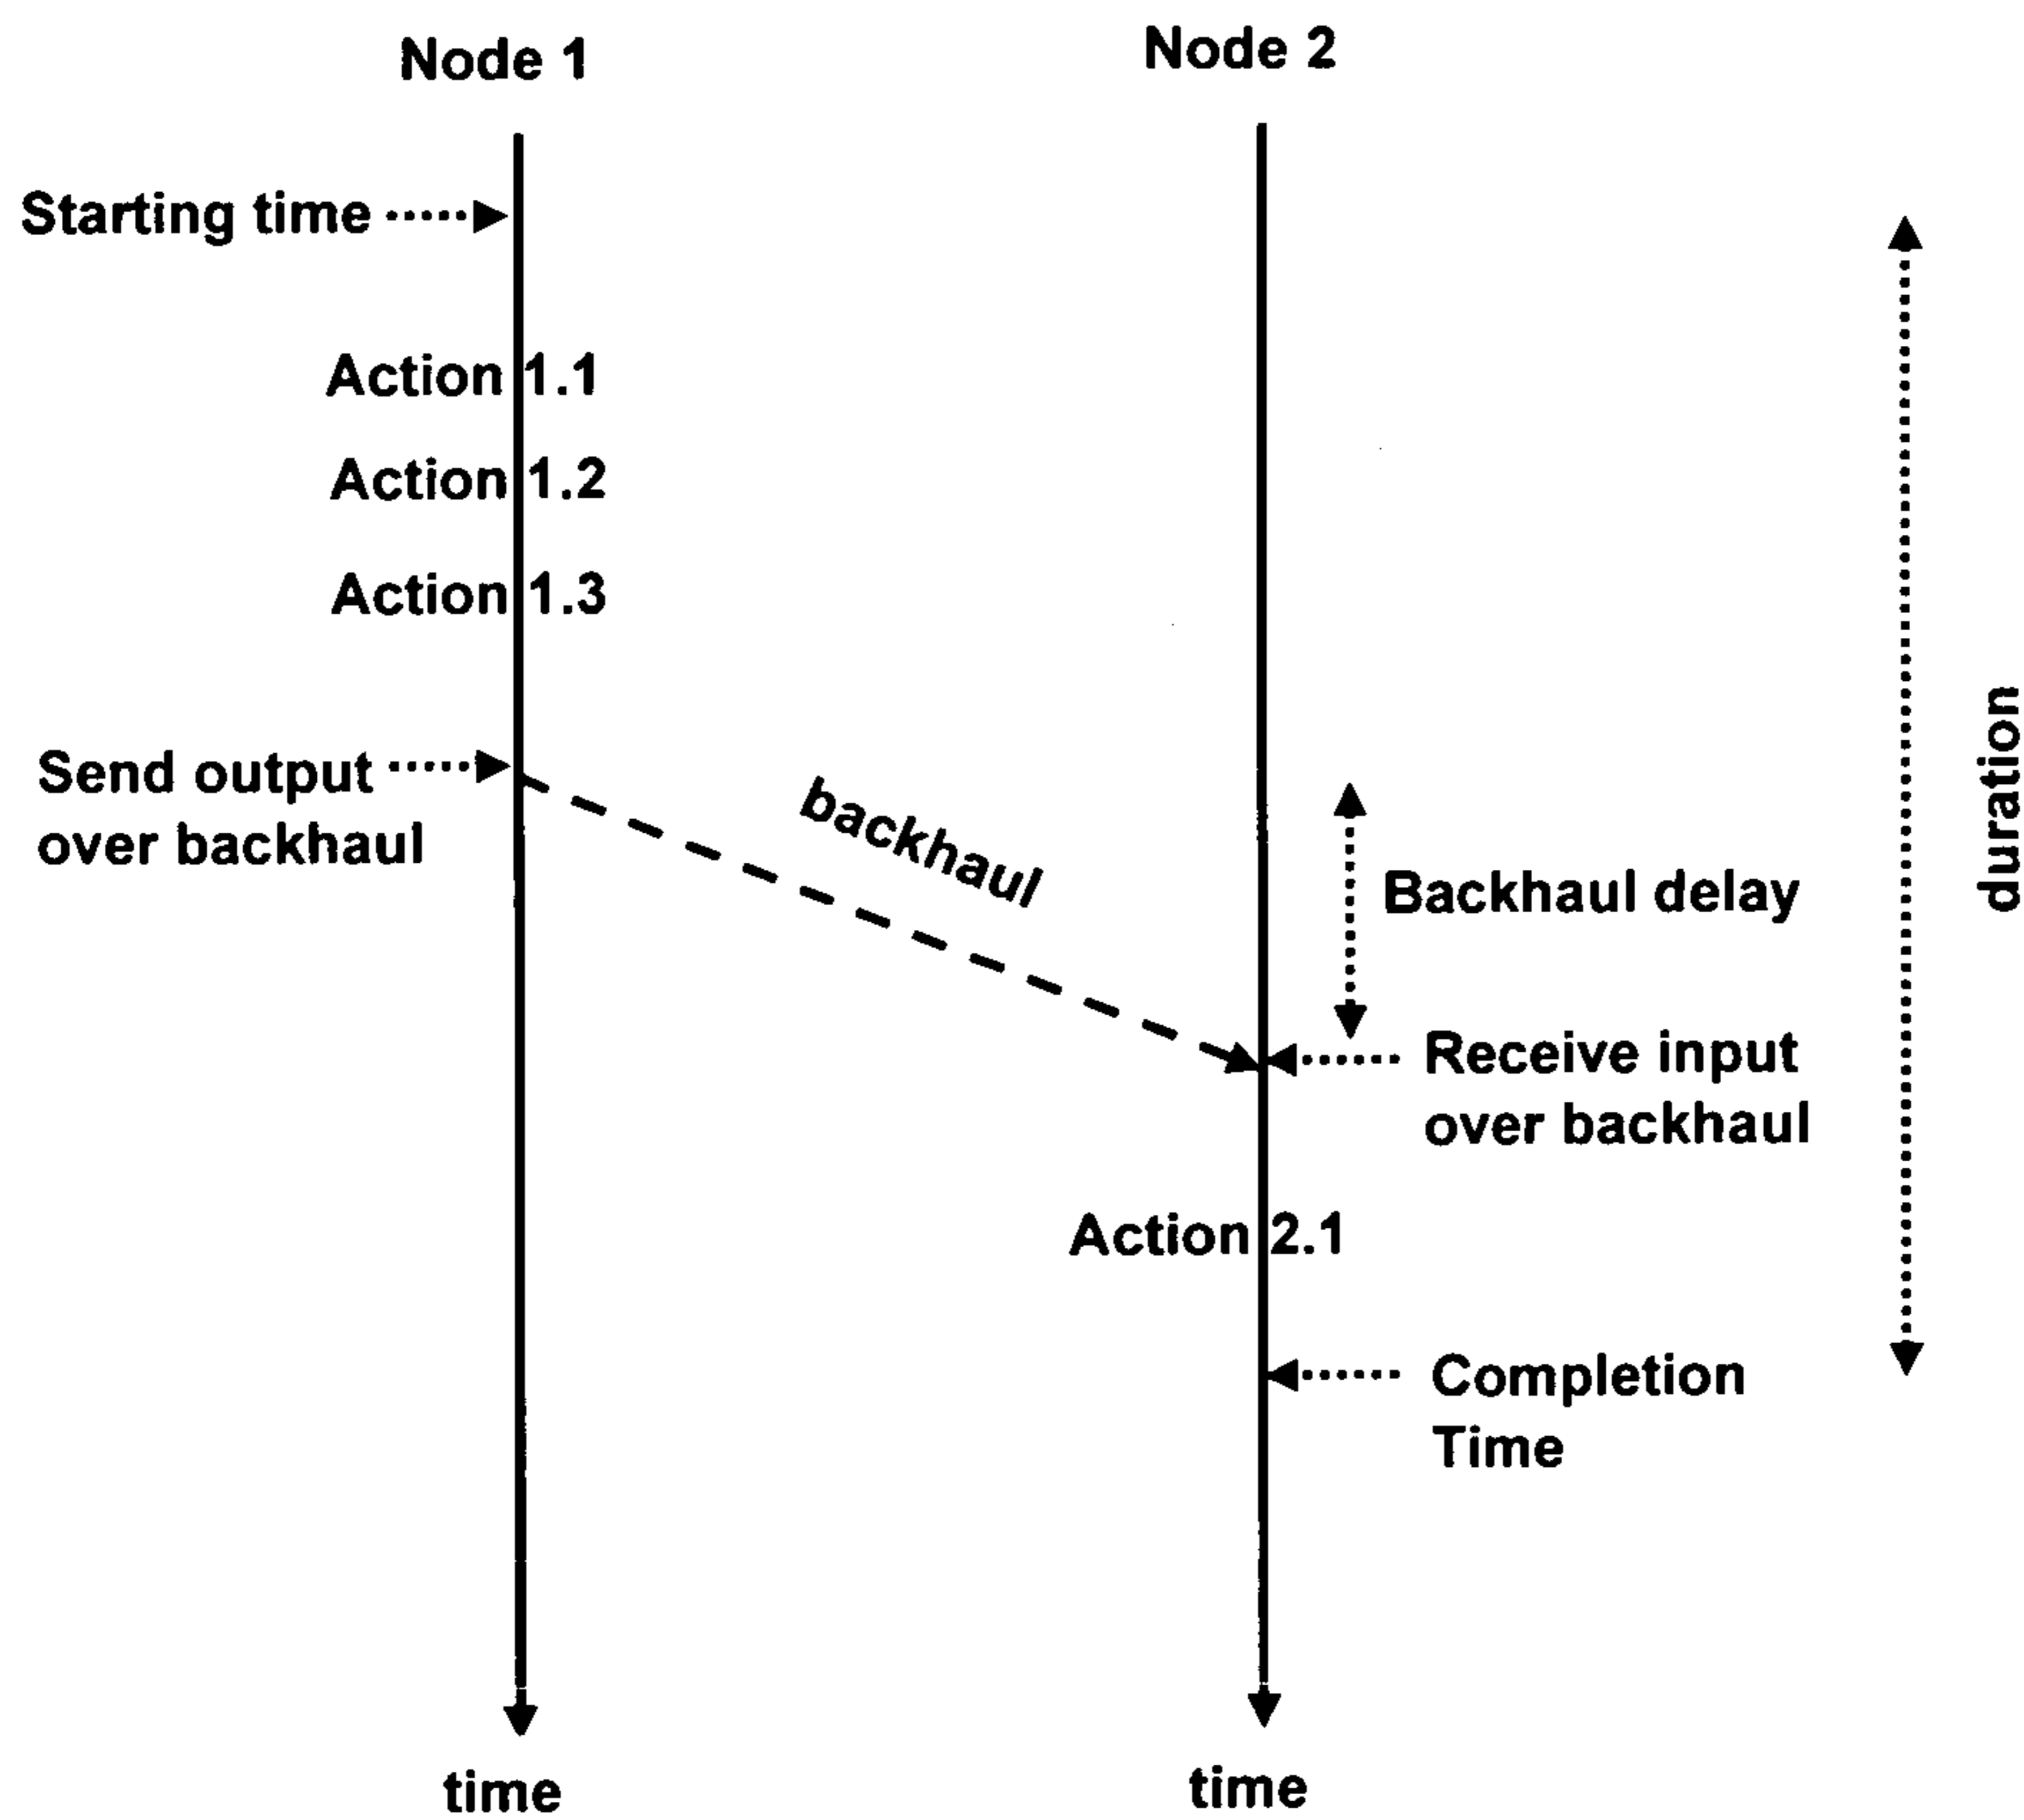 Node 1
Node 2
Starting time
Action 1.1
Action 1.2
Action 1.3
Send output
over backhaul
backhaul
Backhaul delay
duration
Receive input
over backhaul
Action 2.1
Completion
Time
time
time